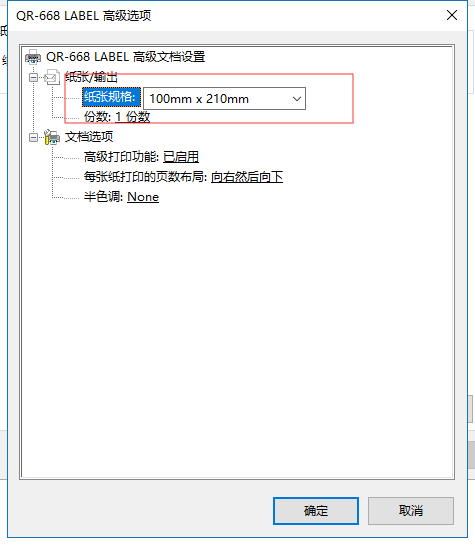 QR-668 LABEL 高级选项
QR-668 LABEL 高级文档设置
纸张/输出
纸张规格: 100mm x 210mm
份数: 1 份数
文档选项
高级打印功能: 已启用
每张纸打印的页数布局: 向右然后向下
半色调: None
确定 取消